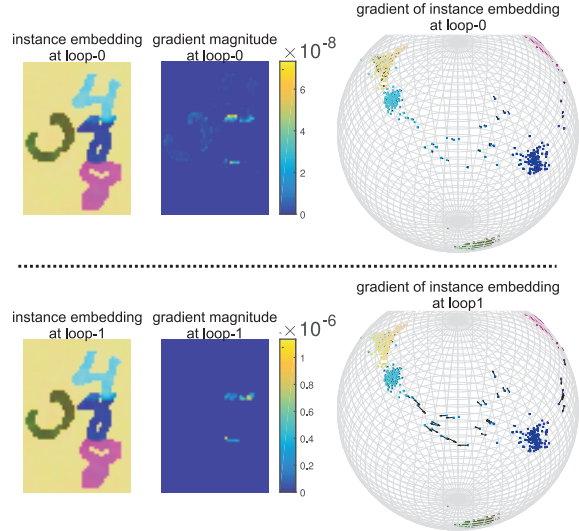 instance embedding
at loop-0
gradient magnitude
at loop-0
× 10-8
8
6
4
2
0
gradient of instance embedding
at loop-0
instance embedding
at loop-1
gradient magnitude
at loop-1
× 10-6
1
0.8
0.6
0.4
0.2
0
gradient of instance embedding
at loop1